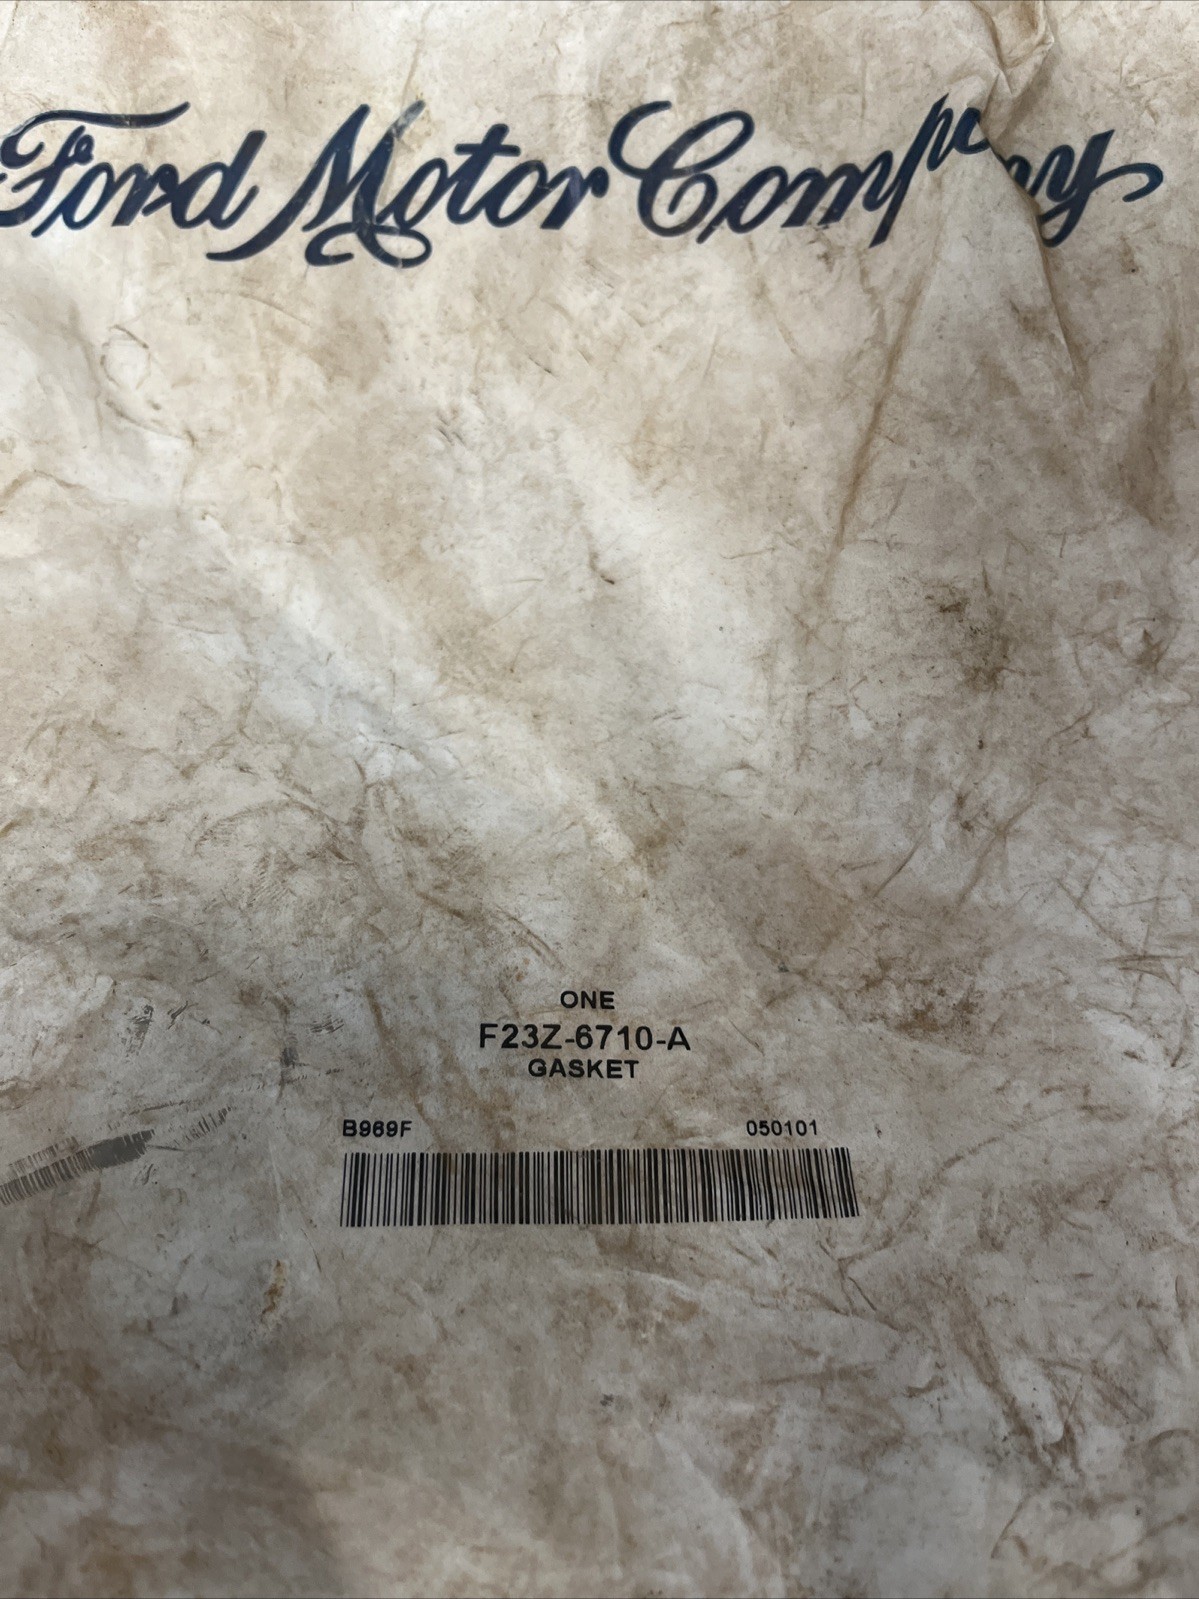 Ford Motor Company
ONE
F23Z-6710-A
GASKET
B969F 050101